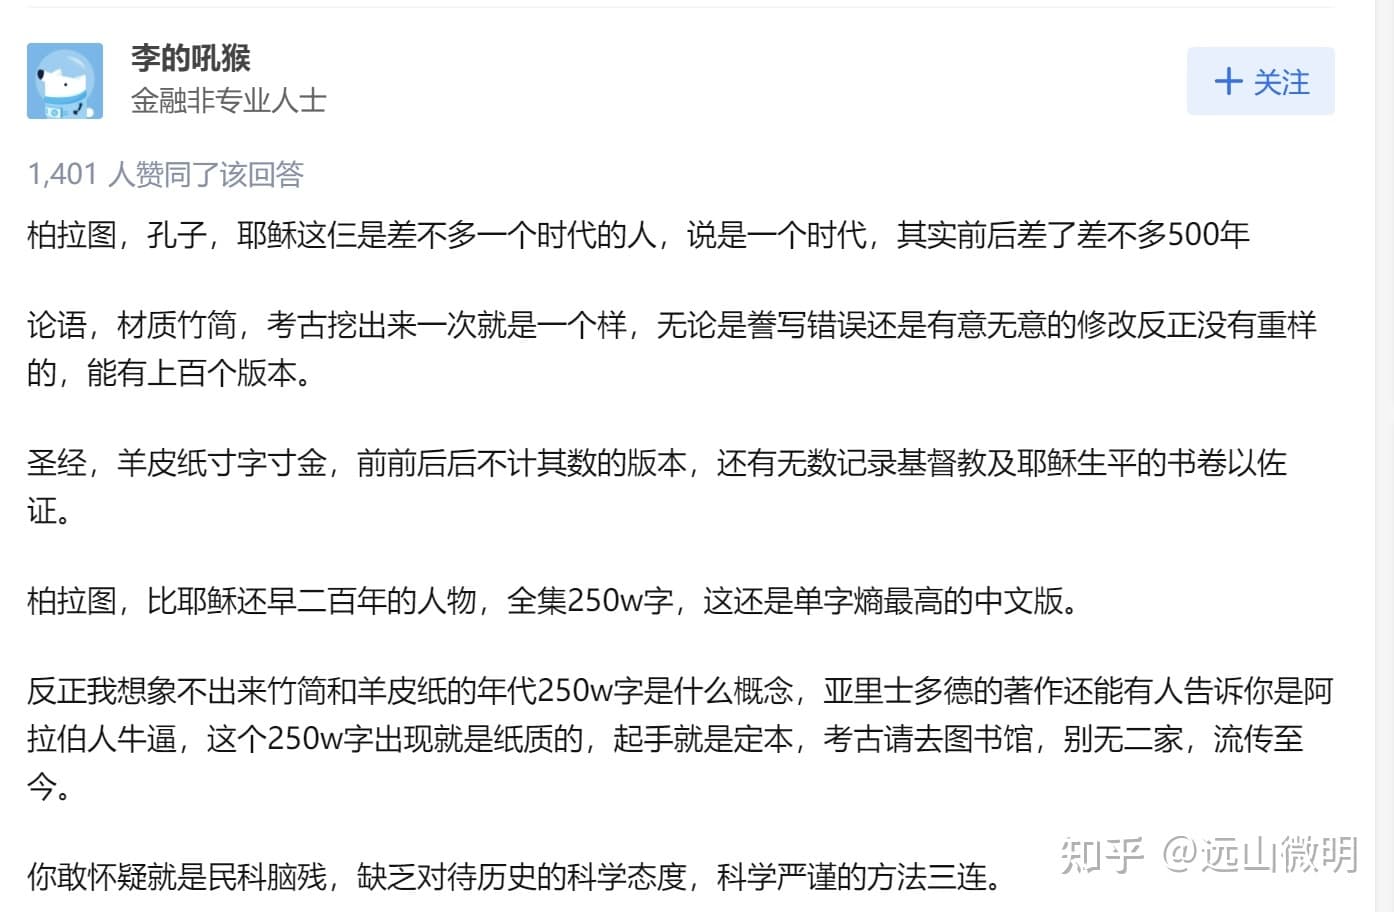 李的吼猴
金融非专业人士
+ 关注
1,401 人赞同了该回答
柏拉图，孔子，耶稣这仨是差不多一个时代的人，说是一个时代，其实前后差了差不多500年
论语，材质竹简，考古挖出来一次就是一个样，无论是誊写错误还是有意无意的修改反正没有重样
的，能有上百个版本。
圣经，羊皮纸寸字寸金，前前后后不计其数的版本，还有无数记录基督教及耶稣生平的书卷以佐
证。
柏拉图，比耶稣还早二百年的人物，全集250w字，这还是单字熵最高的中文版。
反正我想象不出来竹简和羊皮纸的年代250w字是什么概念，亚里士多德的著作还能有人告诉你是阿
拉伯人牛逼，这个250w字出现就是纸质的，起手就是定本，考古请去图书馆，别无二家，流传至
今。
你敢怀疑就是民科脑残，缺乏对待历史的科学态度，科学严谨的方法三连。
知乎 @远山微明